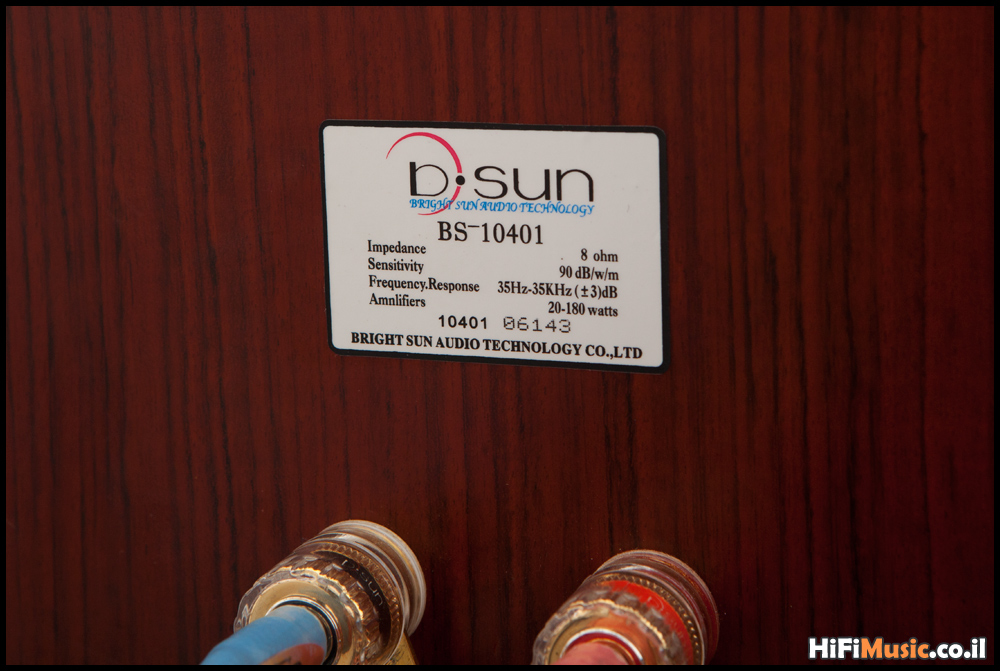 b·sun
BRIGHT SUN AUDIO TECHNOLOGY
BS-10401
Impedance 8 ohm
Sensitivity 90 dB/w/m
Frequency.Response 35Hz-35KHz (±3)dB
Amnlifiers 20-180 watts
10401 06143
BRIGHT SUN AUDIO TECHNOLOGY CO.,LTD
b·sun
HiFiMusic.co.il